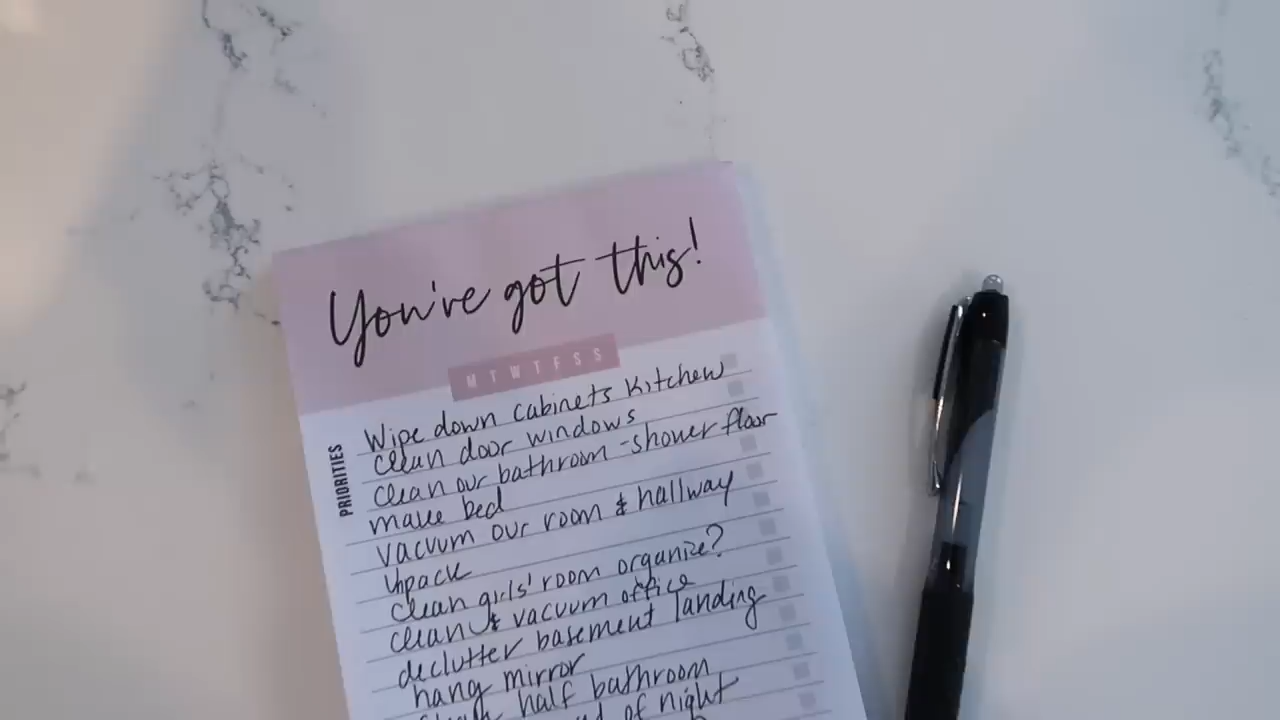 You've got this!
M T W T F S S
PRIORITIES
Wipe down cabinets kitchen
clean door windows
clean our bathroom - shower floor
make bed
vacuum our room & hallway
Unpack
clean girls' room organize?
clean & vacuum office
declutter basement landing
hang mirror
half bathroom
of night